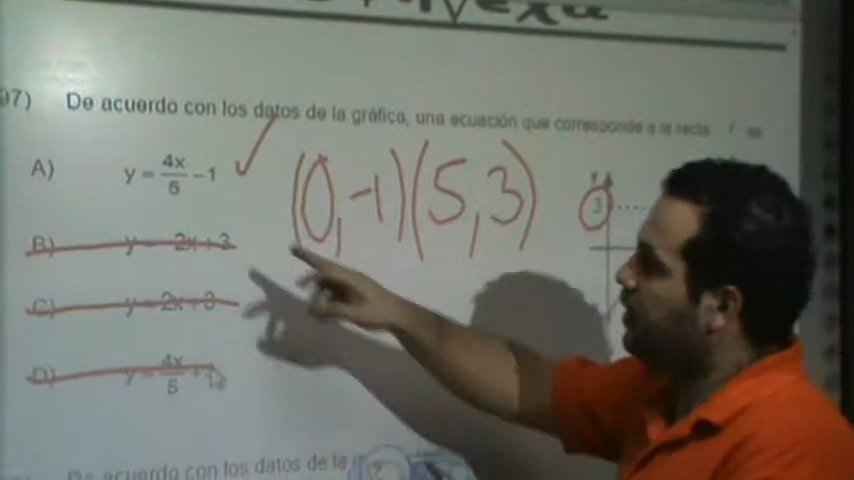 97) De acuerdo con los datos de la gráfica, una ecuación que corresponde a la recta r es
A) y = 4x/5 − 1 ✓ (0,-1)(5,3) 3
B) y = 2x+3
C) y = 2x+3
D) y = 4x/5 +
De acuerdo con los datos de la